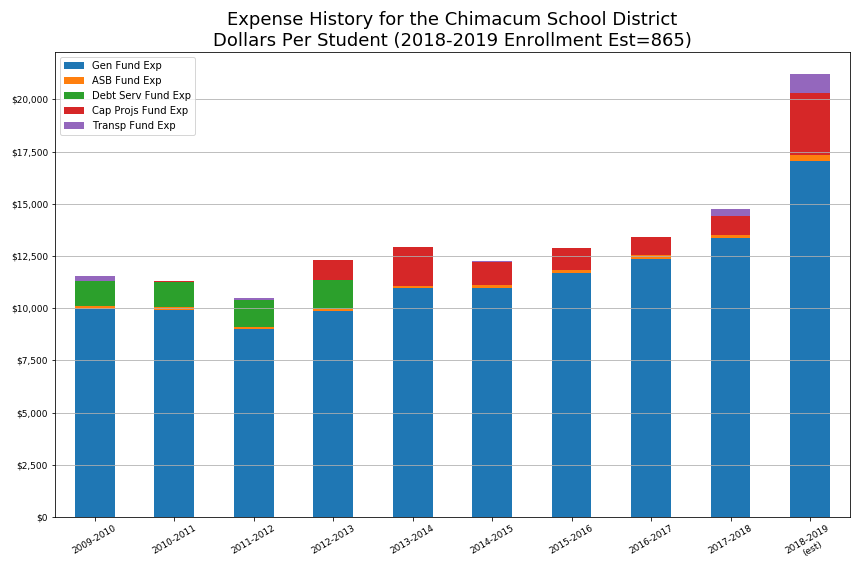 Expense History for the Chimacum School District
Dollars Per Student (2018-2019 Enrollment Est=865)
Gen Fund Exp
ASB Fund Exp
Debt Serv Fund Exp
Cap Projs Fund Exp
Transp Fund Exp
$20,000
$17,500
$15,000
$12,500
$10,000
$7,500
$5,000
$2,500
$0
2009-2010
2010-2011
2011-2012
2012-2013
2013-2014
2014-2015
2015-2016
2016-2017
2017-2018
2018-2019
(est)